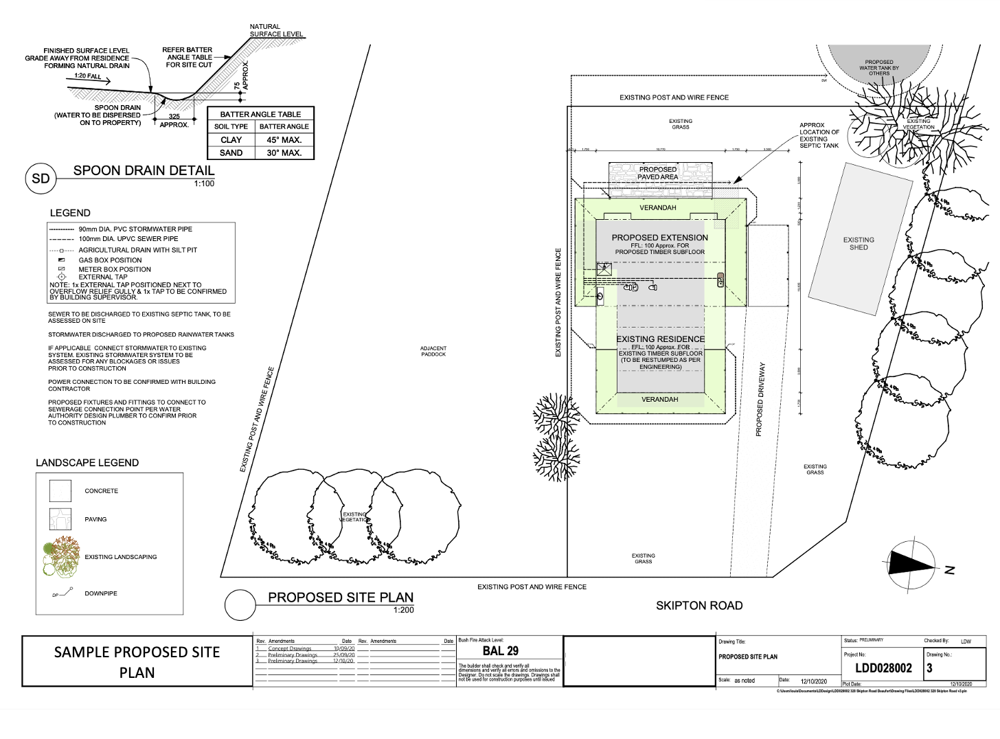 NATURAL
SURFACE LEVEL
FINISHED SURFACE LEVEL
GRADE AWAY FROM RESIDENCE
FORMING NATURAL DRAIN
REFER BATTER
ANGLE TABLE
FOR SITE CUT
1:20 FALL
75
APPROX.
SPOON DRAIN
(WATER TO BE DISPERSED
ON TO PROPERTY)
325
APPROX.
BATTER ANGLE TABLE
SOIL TYPE BATTER ANGLE
CLAY 45° MAX.
SAND 30° MAX.
SD
SPOON DRAIN DETAIL
1:100
LEGEND
90mm DIA. PVC STORMWATER PIPE
100mm DIA. UPVC SEWER PIPE
AGRICULTURAL DRAIN WITH SILT PIT
GAS BOX POSITION
METER BOX POSITION
EXTERNAL TAP
NOTE: 1x EXTERNAL TAP POSITIONED NEXT TO
OVERFLOW RELIEF GULLY & 1x TAP TO BE CONFIRMED
BY BUILDING SUPERVISOR.
SEWER TO BE DISCHARGED TO EXISTING SEPTIC TANK, TO BE
ASSESSED ON SITE
STORMWATER DISCHARGED TO PROPOSED RAINWATER TANKS
IF APPLICABLE CONNECT STORMWATER TO EXISTING
SYSTEM. EXISTING STORMWATER SYSTEM TO BE
ASSESSED FOR ANY BLOCKAGES OR ISSUES
PRIOR TO CONSTRUCTION
POWER CONNECTION TO BE CONFIRMED WITH BUILDING
CONTRACTOR
PROPOSED FIXTURES AND FITTINGS TO CONNECT TO
SEWERAGE CONNECTION POINT PER WATER
AUTHORITY DESIGN PLUMBER TO CONFIRM PRIOR
TO CONSTRUCTION
LANDSCAPE LEGEND
CONCRETE
PAVING
EXISTING LANDSCAPING
DP
DOWNPIPE
EXISTING POST AND WIRE FENCE
ADJACENT
PADDOCK
EXISTING
VEGETATION
EXISTING POST AND WIRE FENCE
EXISTING POST AND WIRE FENCE
EXISTING
GRASS
PROPOSED
WATER TANK BY
OTHERS
SW
EXISTING
VEGETATION
APPROX
LOCATION OF
EXISTING
SEPTIC TANK
PROPOSED
PAVED AREA
VERANDAH
PROPOSED EXTENSION
FFL: 100 Approx. FOR
PROPOSED TIMBER SUBFLOOR
EXISTING
SHED
EXISTING RESIDENCE
FFL: 100 Approx. FOR
EXISTING TIMBER SUBFLOOR
(TO BE RESTUMPED AS PER
ENGINEERING)
VERANDAH
PROPOSED DRIVEWAY
EXISTING
GRASS
EXISTING
GRASS
EXISTING POST AND WIRE FENCE
SKIPTON ROAD
N
PROPOSED SITE PLAN
1:200
SAMPLE PROPOSED SITE
PLAN
Rev. Amendments Date Rev. Amendments Date
1 Concept Drawings 10/09/20
2 Preliminary Drawings 25/09/20
3 Preliminary Drawings 12/10/20
Bush Fire Attack Level:
BAL 29
The builder shall check and verify all
dimensions and verify all errors and omissions to the
Designer. Do not scale the drawings. Drawings shall
not be used for construction purposes until issued
Drawing Title:
PROPOSED SITE PLAN
Scale: as noted
Date: 12/10/2020
Status: PRELIMINARY
Checked By: LDW
Project No:
LDD028002
Drawing No.:
3
Plot Date: 12/10/2020